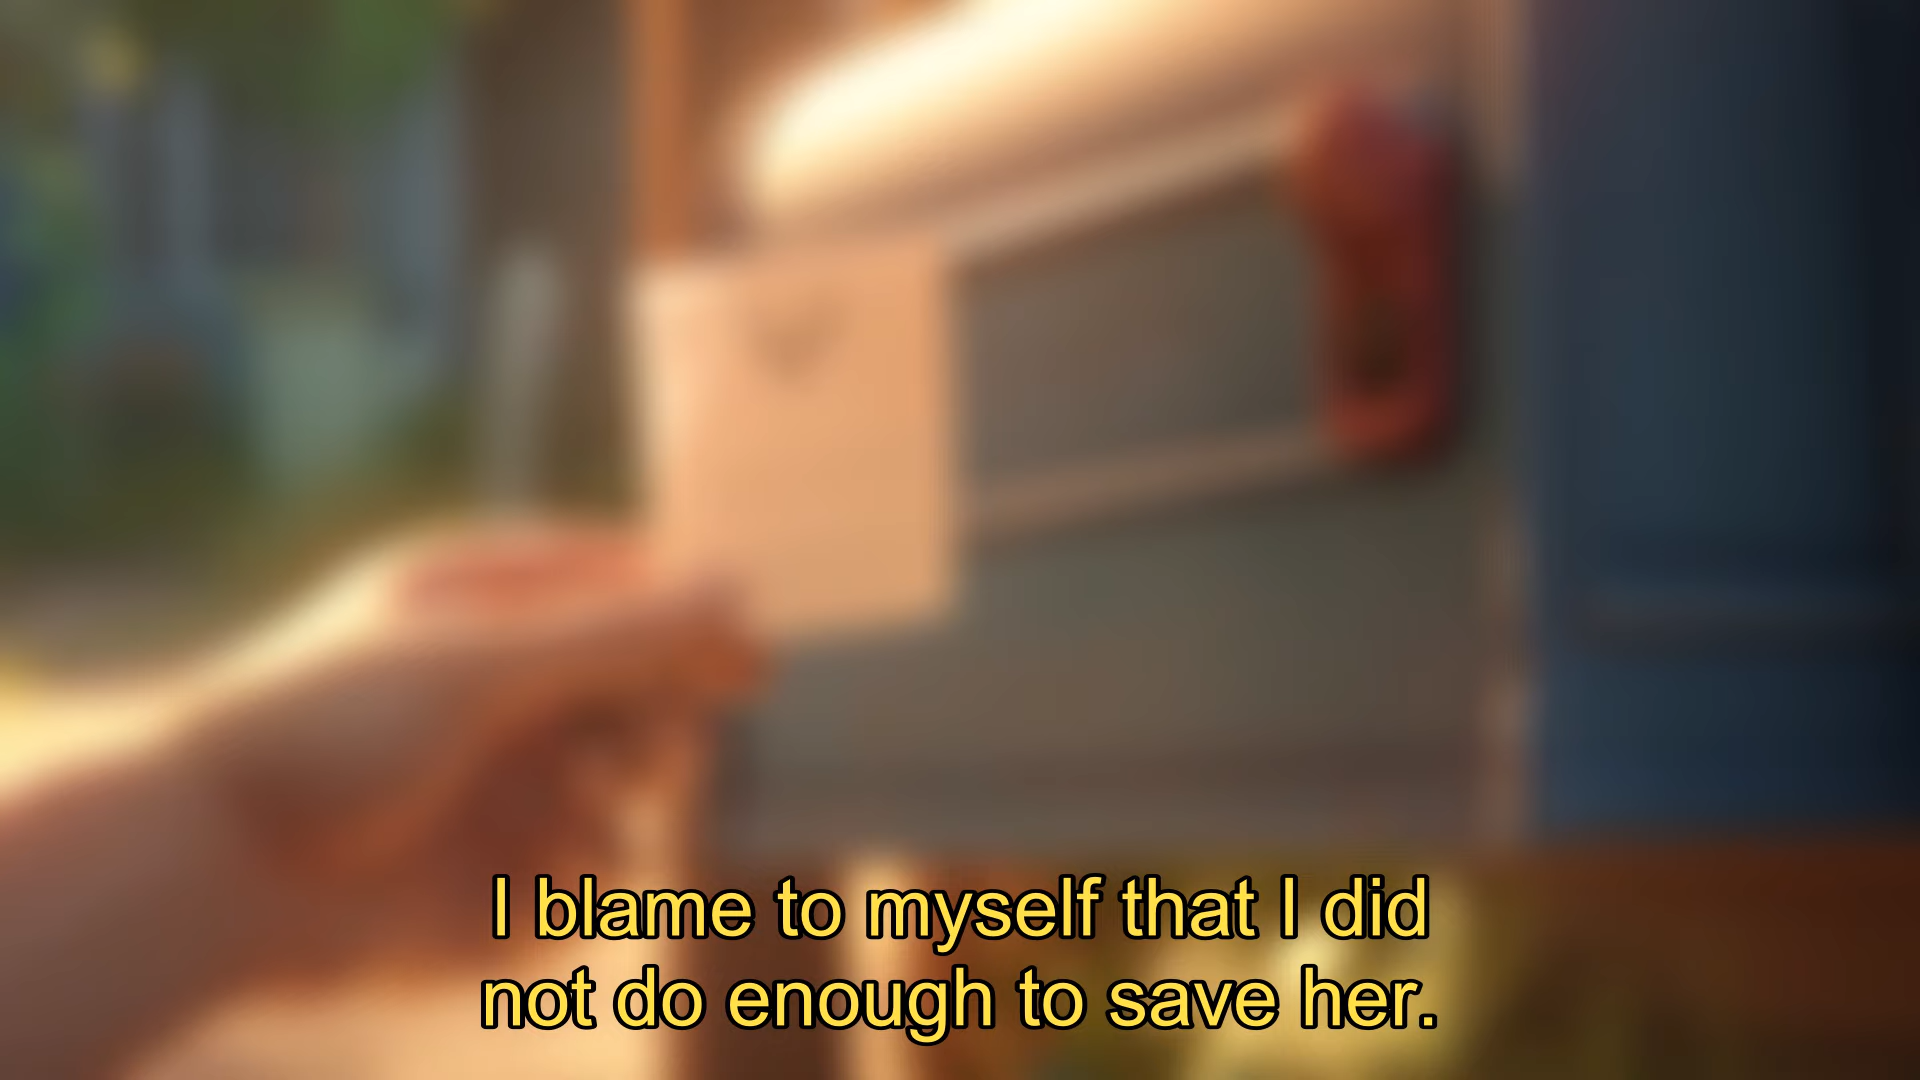 I blame to myself that I did
not do enough to save her.